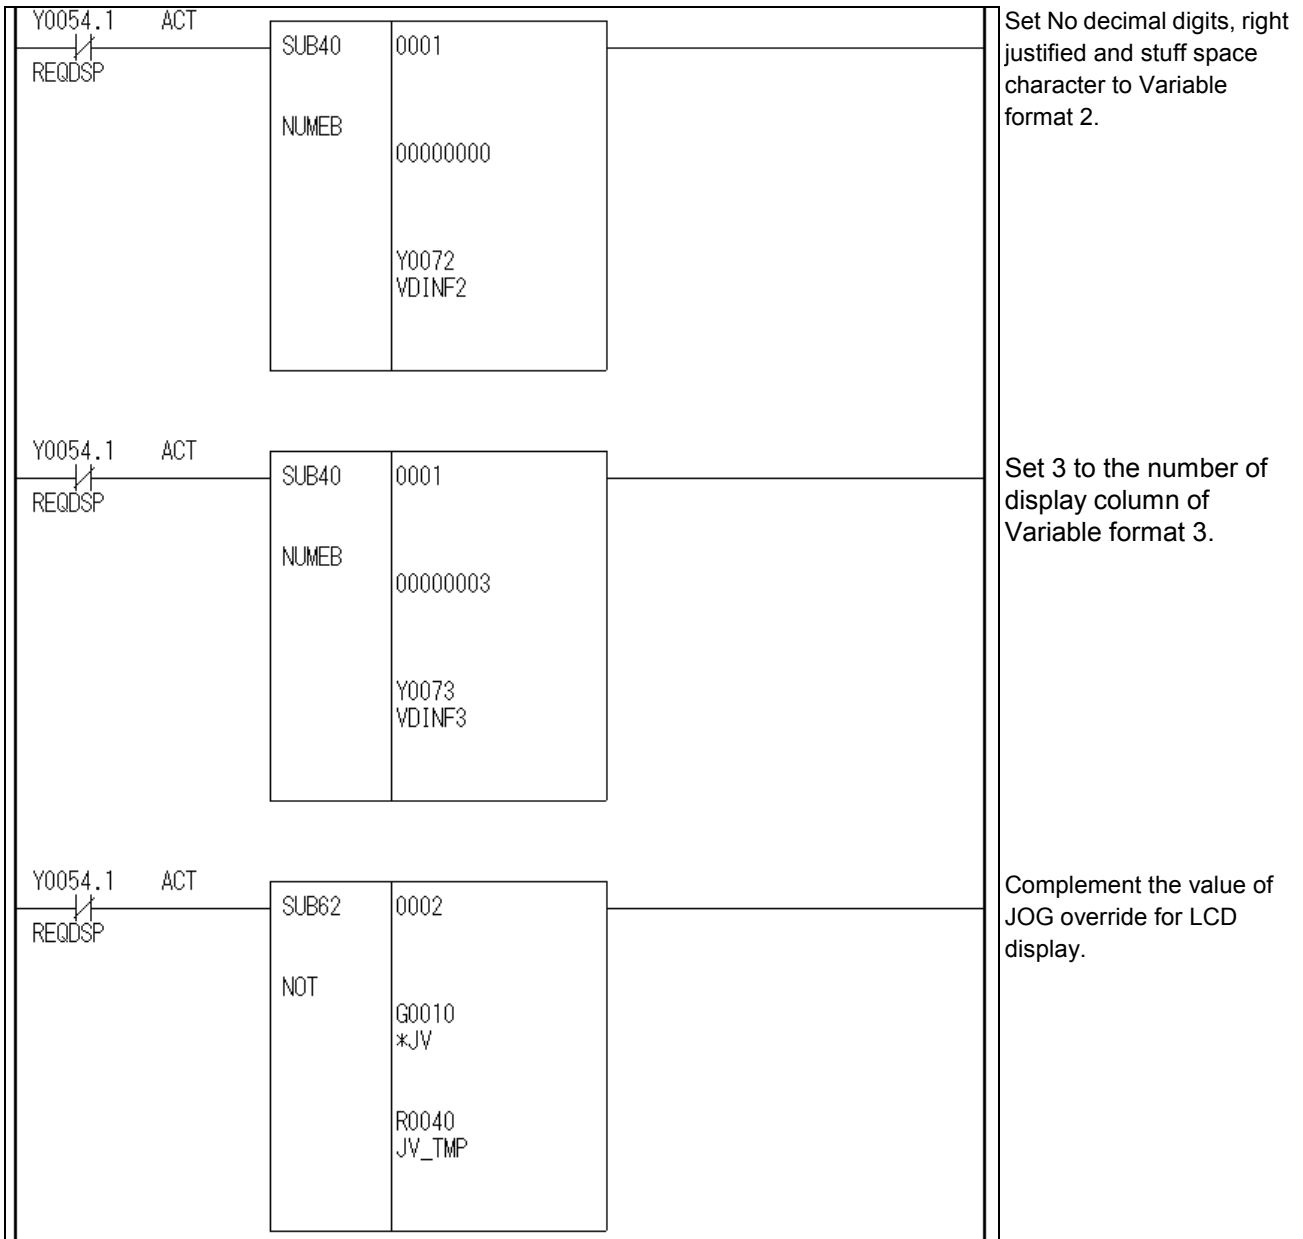 Y0054.1 ACT
REQDSP
SUB40 0001
NUMEB
00000000
Y0072
VDINF2
Set No decimal digits, right
justified and stuff space
character to Variable
format 2.
Y0054.1 ACT
REQDSP
SUB40 0001
NUMEB
00000003
Y0073
VDINF3
Set 3 to the number of
display column of
Variable format 3.
Y0054.1 ACT
REQDSP
SUB62 0002
NOT
G0010
*JV
R0040
JV_TMP
Complement the value of
JOG override for LCD
display.